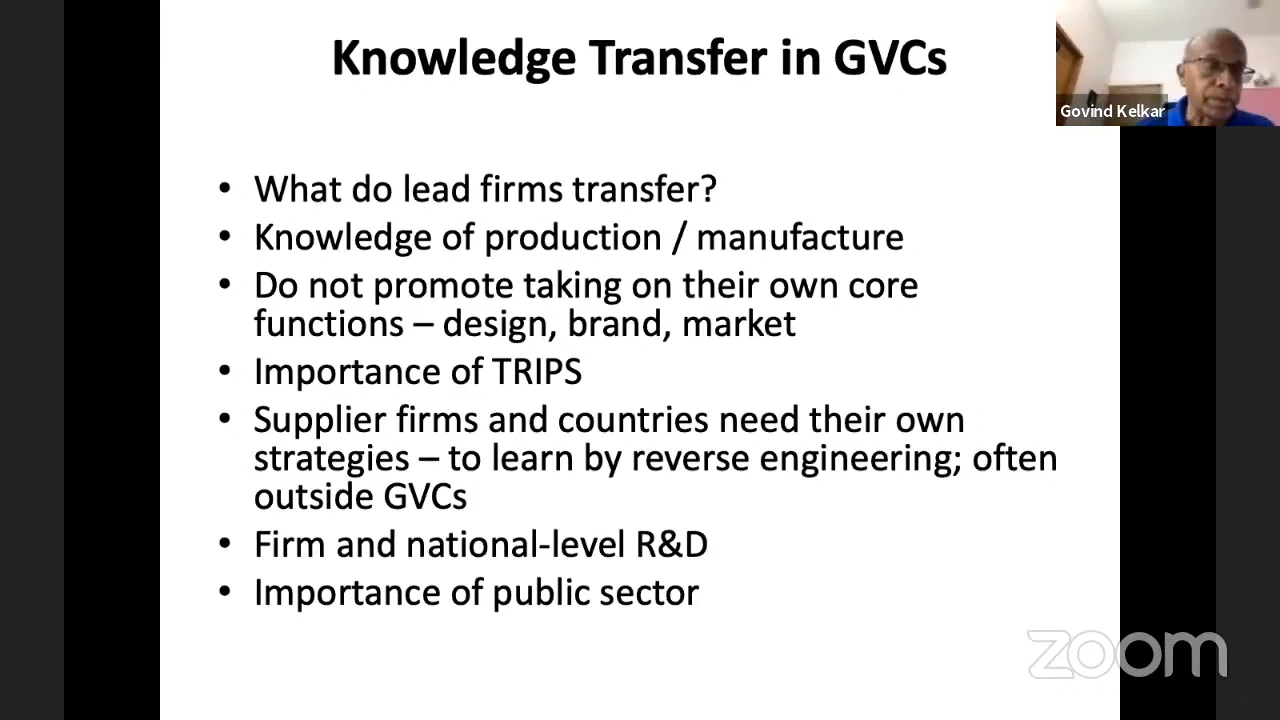 Knowledge Transfer in GVCs
Govind Kelkar
• What do lead firms transfer?
• Knowledge of production / manufacture
• Do not promote taking on their own core
functions – design, brand, market
• Importance of TRIPS
• Supplier firms and countries need their own
strategies – to learn by reverse engineering; often
outside GVCs
• Firm and national-level R&D
• Importance of public sector
zoom